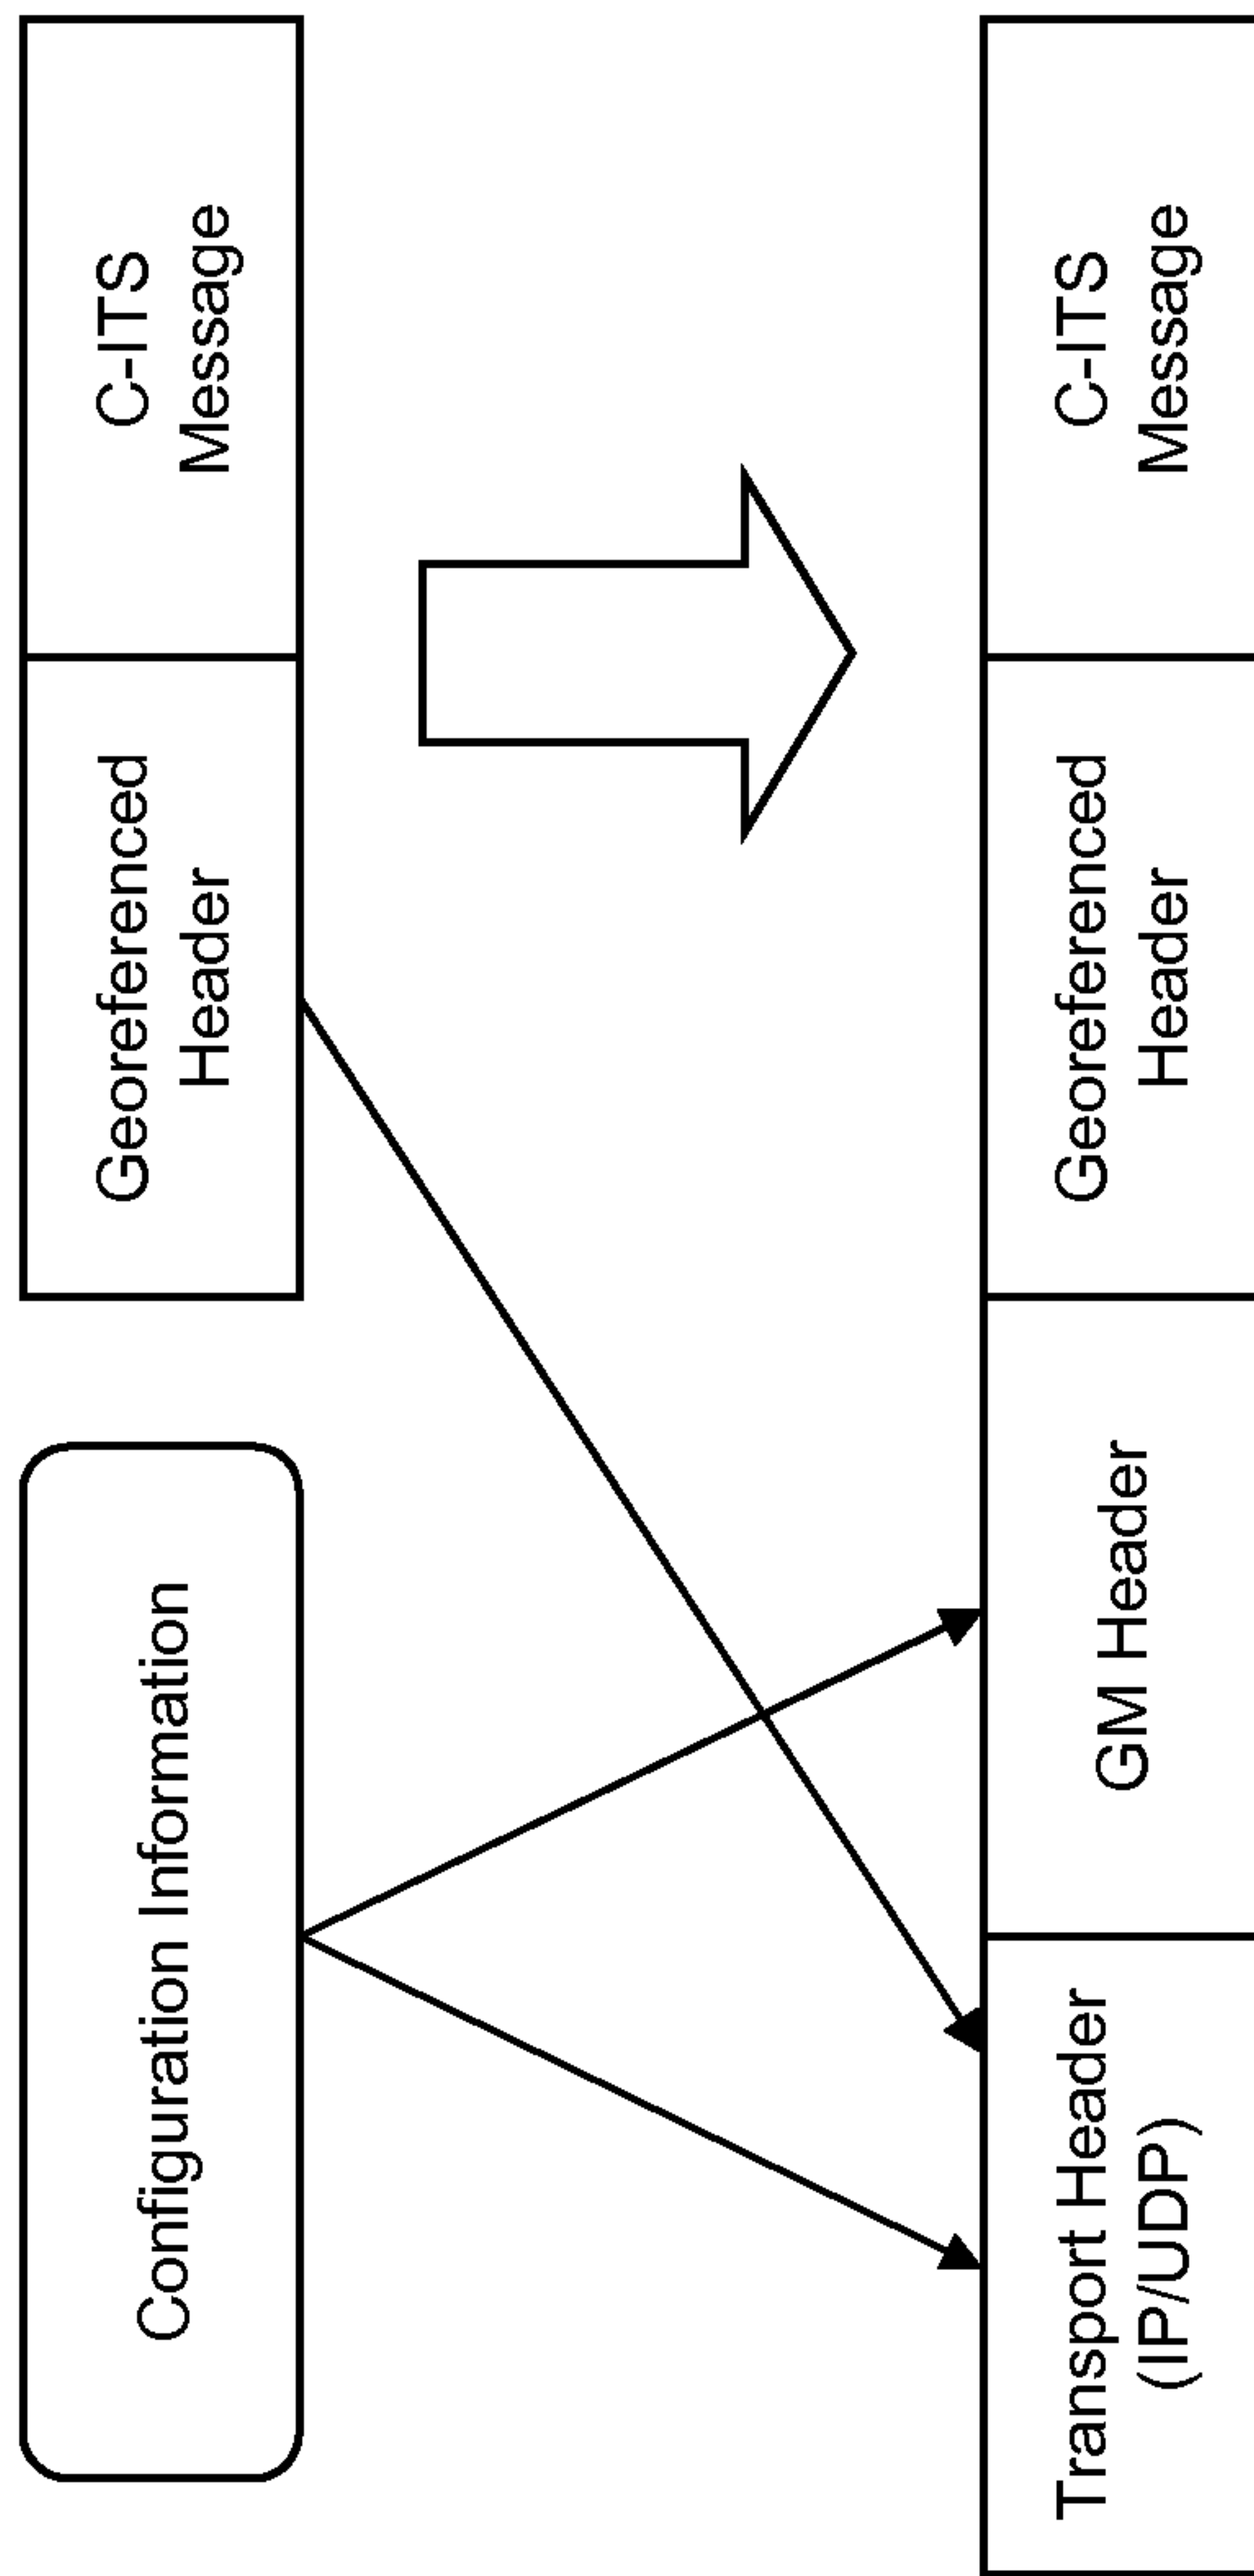 Configuration Information
Georeferenced
Header
C-ITS
Message
Transport Header
(IP/UDP)
GM Header
Georeferenced
Header
C-ITS
Message